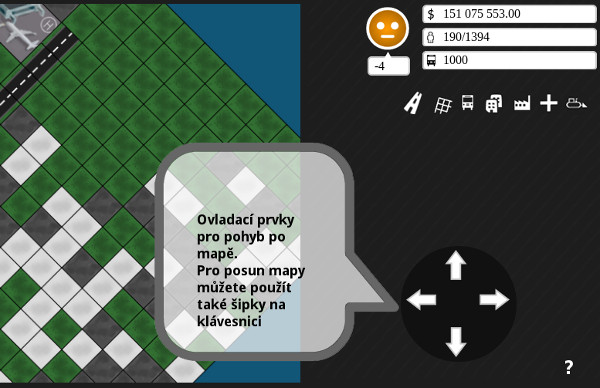 $ 151 075 553.00
190/1394
-4
1000
H
Ovladací prvky
pro pohyb po
mapě.
Pro posun mapy
můžete použít
také šipky na
klávesnici
?